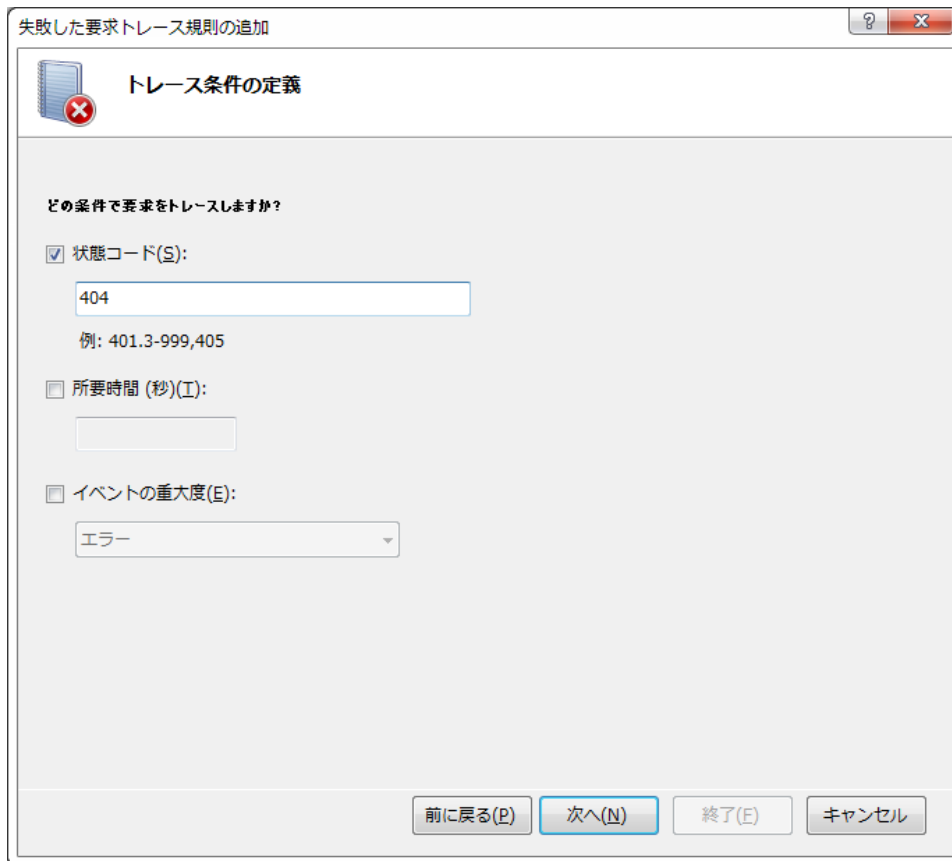 失敗した要求トレース規則の追加
トレース条件の定義
どの条件で要求をトレースしますか?
状態コード(S):
404
例: 401.3-999,405
所要時間 (秒)(T):
イベントの重大度(E):
エラー
前に戻る(P) 次へ(N) 終了(F) キャンセル